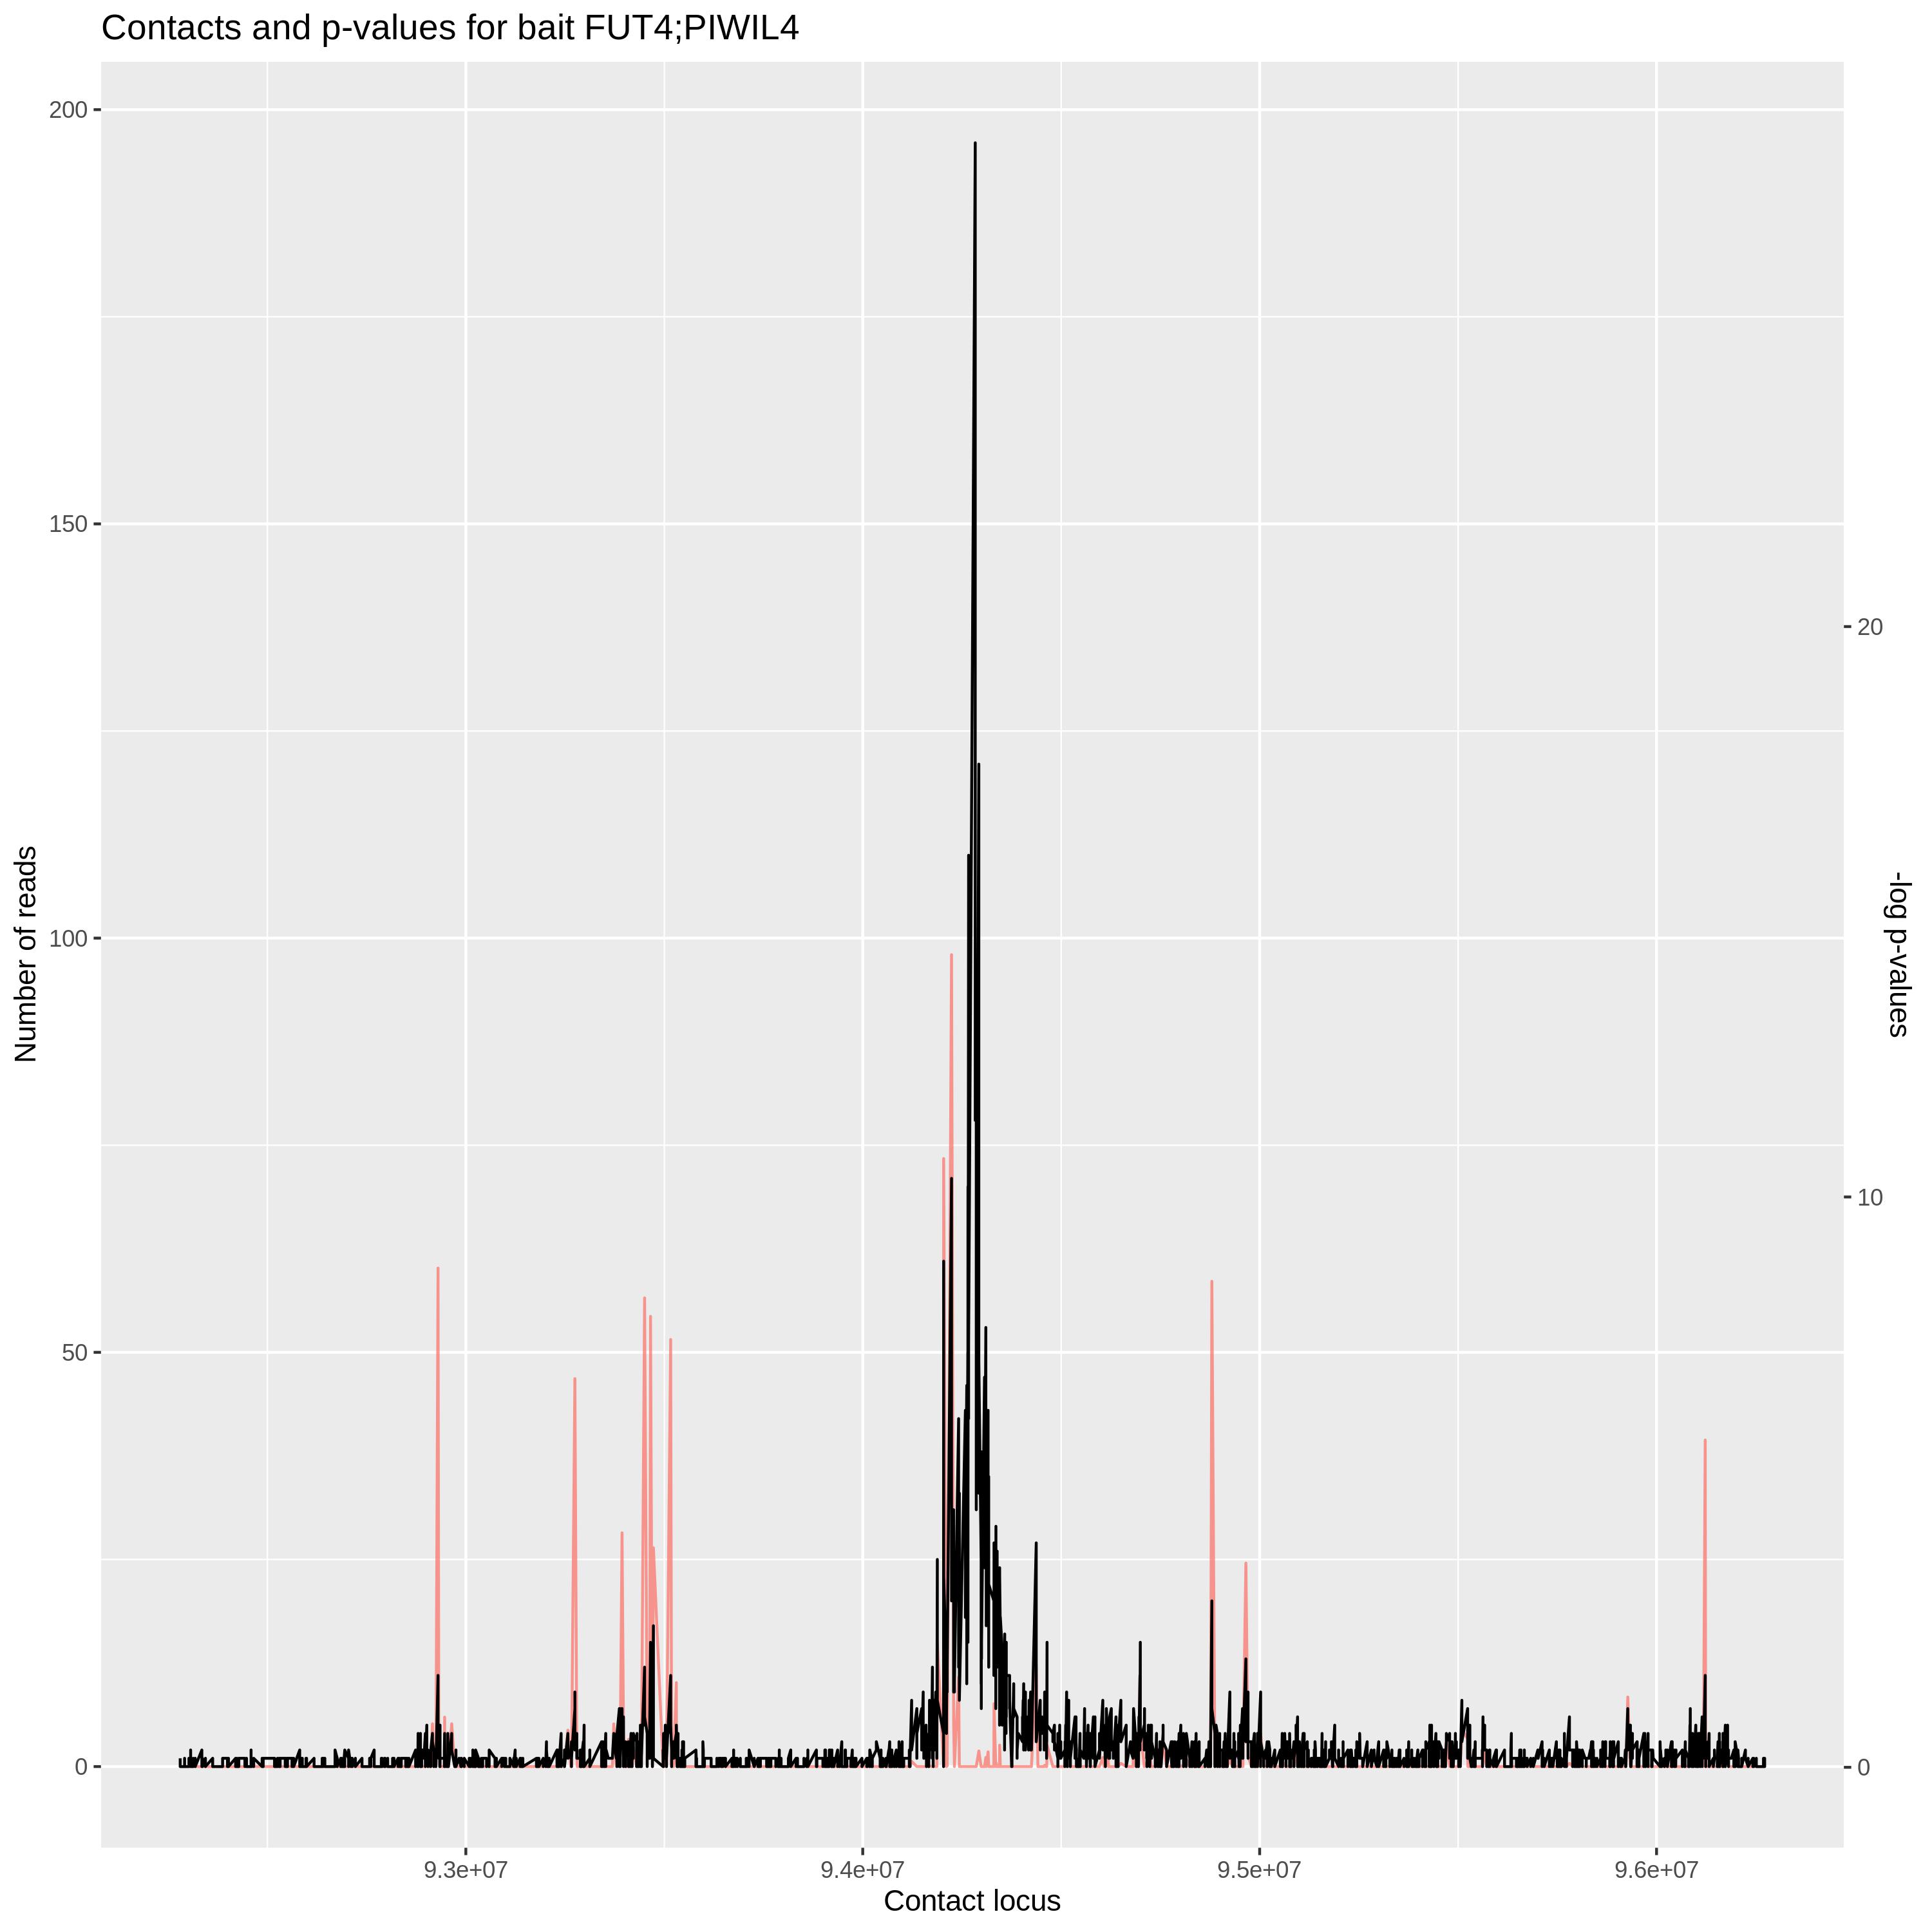 Contacts and p-values for bait FUT4;PIWIL4
200
150
100
50
0
Number of reads
20
10
0
-log p-values
9.3e+07
9.4e+07
9.5e+07
9.6e+07
Contact locus